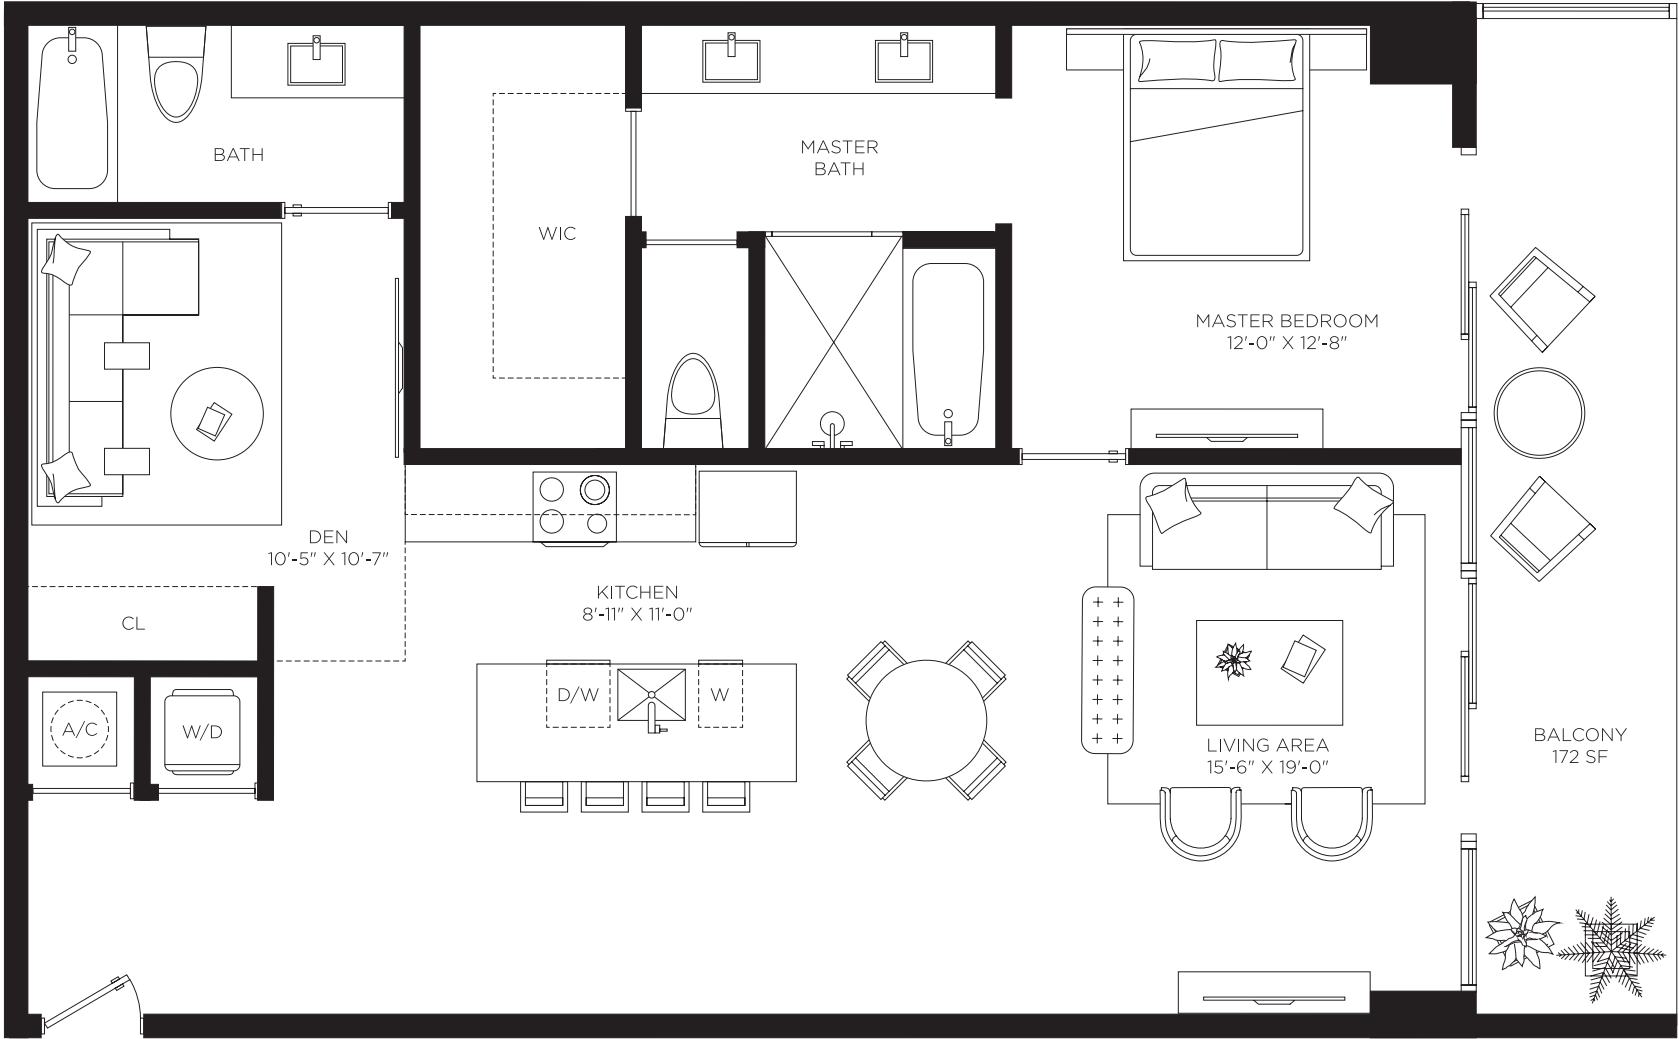 BATH
MASTER
BATH
WIC
MASTER BEDROOM
12'-0" X 12'-8"
DEN
10'-5" X 10'-7"
KITCHEN
8'-11" X 11'-0"
CL
A/C
W/D
D/W
W
LIVING AREA
15'-6" X 19'-0"
BALCONY
172 SF